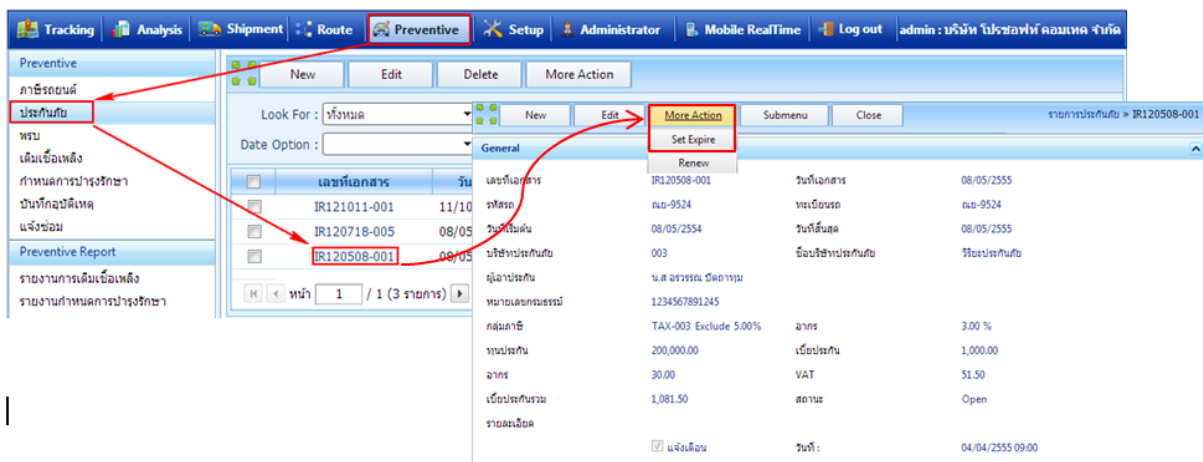 Tracking Analysis Shipment Route Preventive Setup Administrator Mobile RealTime Log out admin : บริษัท โปรซอฟท์ คอมเทค จำกัด
Preventive
ภาษีรถยนต์
ประกันภัย
พรบ
เติมเชื้อเพลิง
กำหนดการบำรุงรักษา
บันทึกอุบัติเหตุ
แจ้งซ่อม
Preventive Report
รายงานการเติมเชื้อเพลิง
รายงานกำหนดการบำรุงรักษา
New Edit Delete More Action
Look For : ทั้งหมด
Date Option :
เลขที่เอกสาร วัน
IR121011-001 11/10
IR120718-005 08/05
IR120508-001 08/05
หน้า 1 / 1 (3 รายการ)
New Edit More Action Submenu Close รายการประกันภัย » IR120508-001
Set Expire
Renew
General
เลขที่เอกสาร IR120508-001 วันที่เอกสาร 08/05/2555
รหัสรถ ณย-9524 ทะเบียนรถ ณย-9524
วันที่เริ่มต้น 08/05/2554 วันที่สิ้นสุด 08/05/2555
บริษัทประกันภัย 003 ชื่อบริษัทประกันภัย วิริยะประกันภัย
ผู้เอาประกัน น.ส อรวรรณ ปัดถาทุม
หมายเลขกรมธรรม์ 1234567891245
กลุ่มภาษี TAX-003 Exclude 5.00% อากร 3.00 %
ทุนประกัน 200,000.00 เบี้ยประกัน 1,000.00
อากร 30.00 VAT 51.50
เบี้ยประกันรวม 1,081.50 สถานะ Open
รายละเอียด
แจ้งเตือน วันที่ : 04/04/2555 09:00